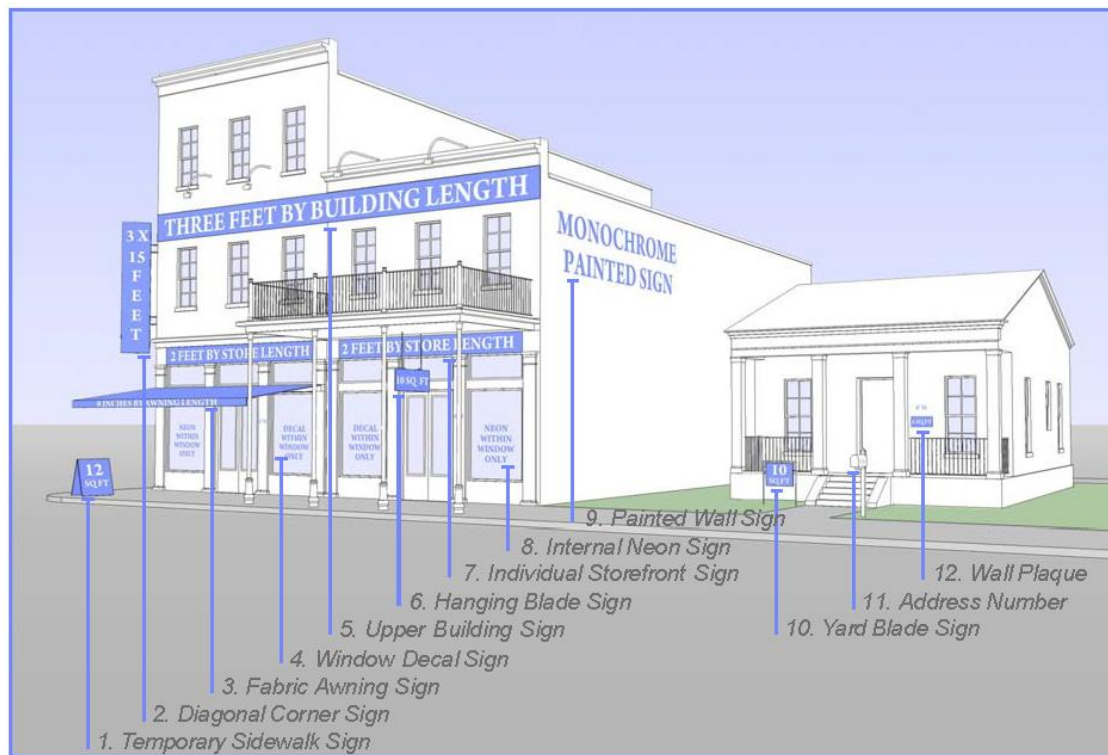 THREE FEET BY BUILDING LENGTH
3 X
15
F
E
E
T
MONOCHROME
PAINTED SIGN
2 FEET BY STORE LENGTH
2 FEET BY STORE LENGTH
10 SQ FT
8 INCHES BY AWNING LENGTH
NEON
WITHIN
WINDOW
ONLY
DECAL
WITHIN
WINDOW
ONLY
DECAL
WITHIN
WINDOW
ONLY
NEON
WITHIN
WINDOW
ONLY
12
SQ FT
10
SQ FT
9. Painted Wall Sign
8. Internal Neon Sign
7. Individual Storefront Sign
6. Hanging Blade Sign
5. Upper Building Sign
4. Window Decal Sign
3. Fabric Awning Sign
2. Diagonal Corner Sign
1. Temporary Sidewalk Sign
12. Wall Plaque
11. Address Number
10. Yard Blade Sign